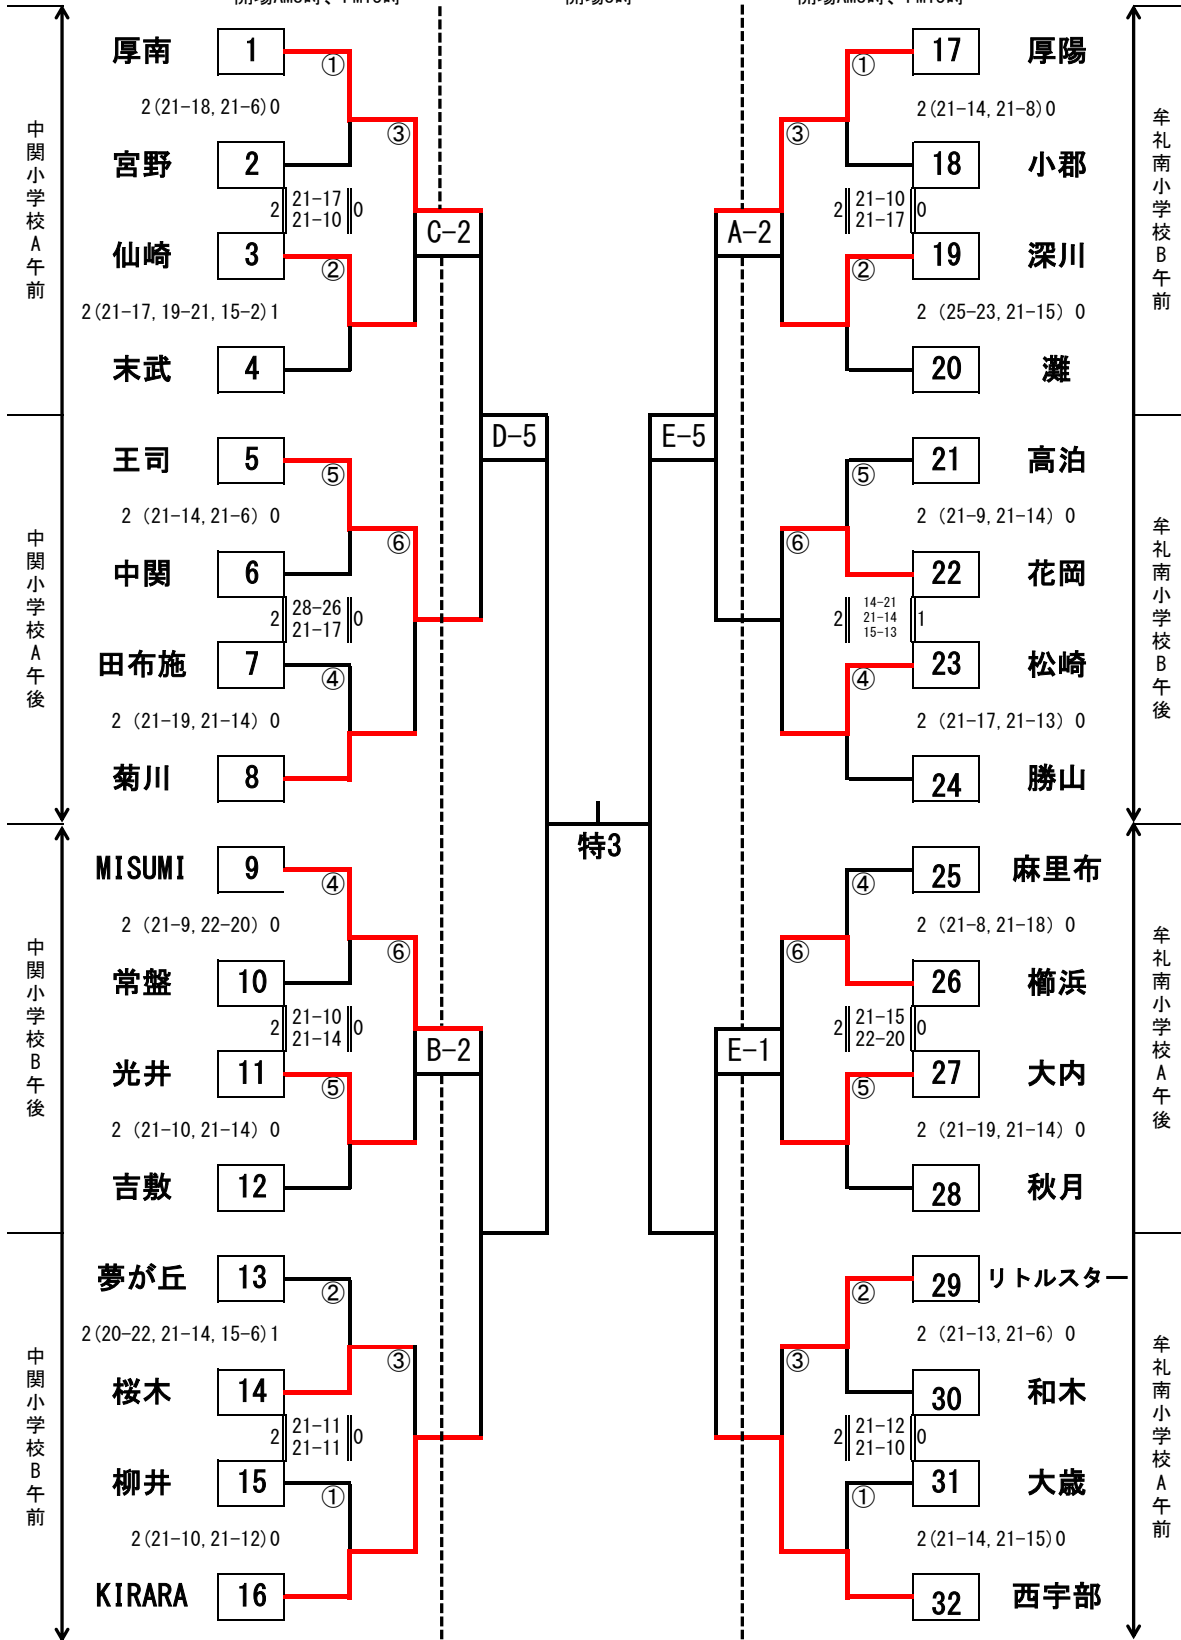 厚南 1 ①
2(21-18,21-6)0
③
宮野 2
2 21-17 0
21-10
C-2
仙崎 3 ②
2(21-17,19-21,15-2)1
末武 4
D-5
王司 5 ⑤
2 (21-14,21-6) 0
⑥
中関 6
2 28-26 0
21-17
田布施 7 ④
2 (21-19,21-14) 0
菊川 8
特3
MISUMI 9 ④
2 (21-9,22-20) 0
⑥
常盤 10
2 21-10 0
21-14
B-2
光井 11 ⑤
2 (21-10,21-14) 0
吉敷 12
夢が丘 13 ②
2(20-22,21-14,15-6)1
③
桜木 14
2 21-11 0
21-11
柳井 15 ①
2(21-10,21-12)0
KIRARA 16
① 17 厚陽
2(21-14,21-8)0
③
18 小郡
2 21-10 0
21-17
A-2
② 19 深川
2 (25-23,21-15) 0
20 灘
E-5
⑤ 21 高泊
2 (21-9,21-14) 0
⑥
22 花岡
2 14-21 1
21-14
15-13
④ 23 松崎
2 (21-17,21-13) 0
24 勝山
④ 25 麻里布
2 (21-8,21-18) 0
⑥
26 櫛浜
2 21-15 0
22-20
E-1
⑤ 27 大内
2 (21-19,21-14) 0
28 秋月
② 29 リトルスター
2 (21-13,21-6) 0
③
30 和木
2 21-12 0
21-10
① 31 大歳
2(21-14,21-15)0
32 西宇部
中関小学校A午前
中関小学校A午後
中関小学校B午後
中関小学校B午前
牟礼南小学校B午前
牟礼南小学校B午後
牟礼南小学校A午後
牟礼南小学校A午前